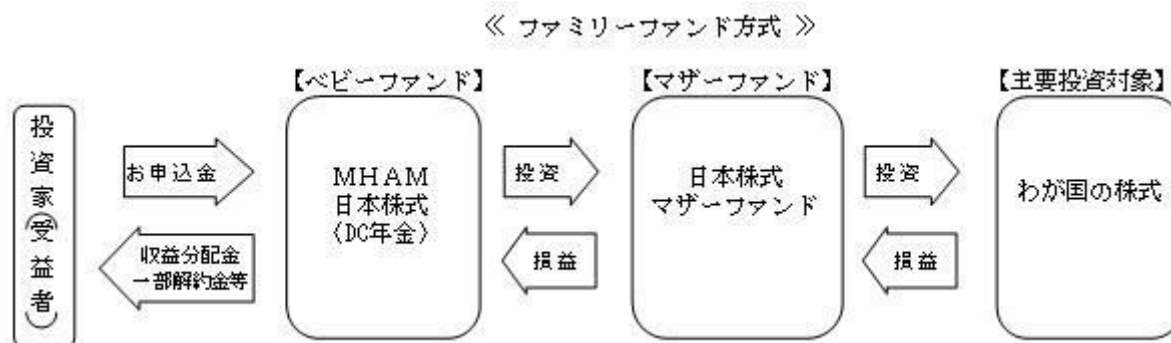 ≪ ファミリーファンド方式 ≫
【ベビーファンド】
【マザーファンド】
【主要投資対象】
投資家(受益者)
お申込金
収益分配金
一部解約金等
MHAM
日本株式
(DC年金)
投資
損益
日本株式
マザーファンド
投資
損益
わが国の株式